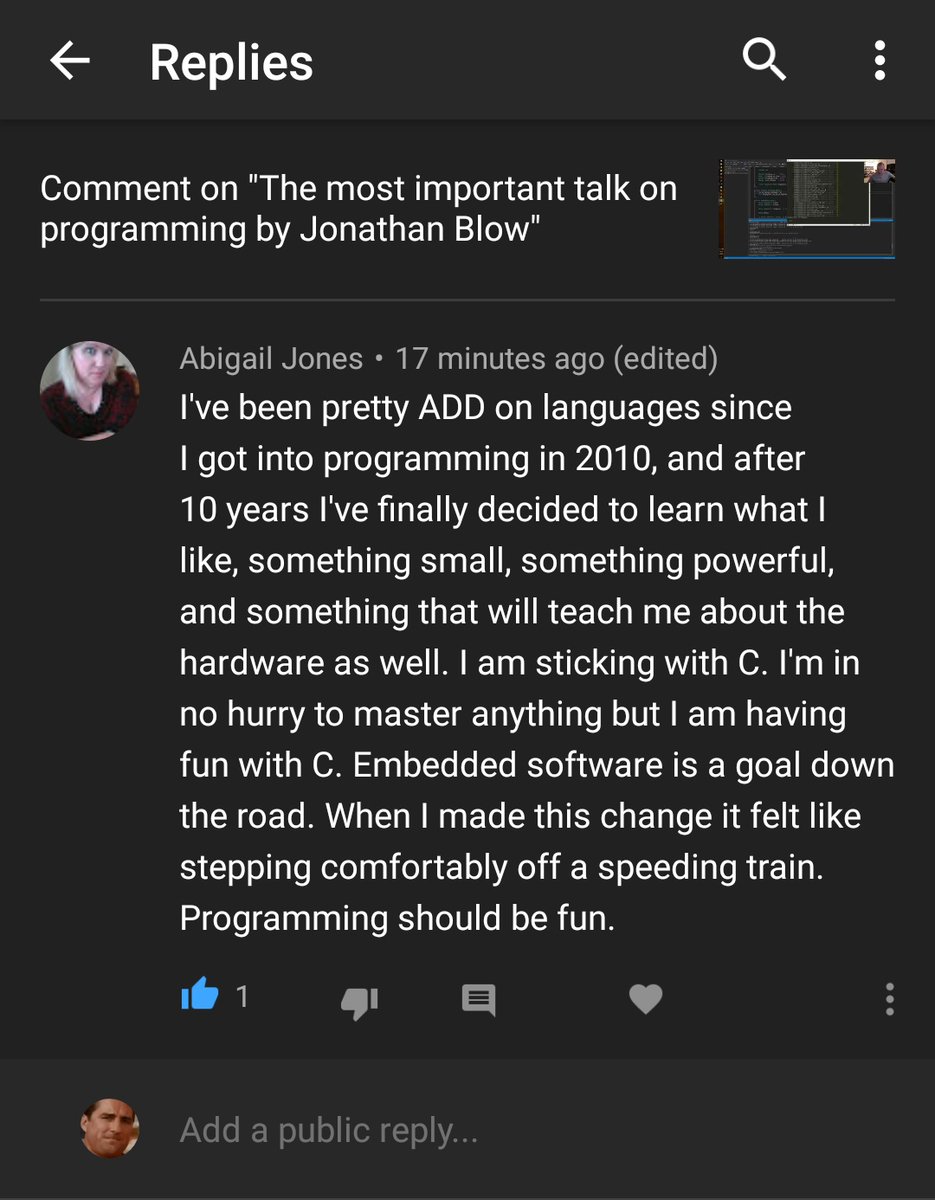 Replies
Comment on "The most important talk on
programming by Jonathan Blow"
Abigail Jones • 17 minutes ago (edited)
I've been pretty ADD on languages since
I got into programming in 2010, and after
10 years I've finally decided to learn what I
like, something small, something powerful,
and something that will teach me about the
hardware as well. I am sticking with C. I'm in
no hurry to master anything but I am having
fun with C. Embedded software is a goal down
the road. When I made this change it felt like
stepping comfortably off a speeding train.
Programming should be fun.
1
Add a public reply...